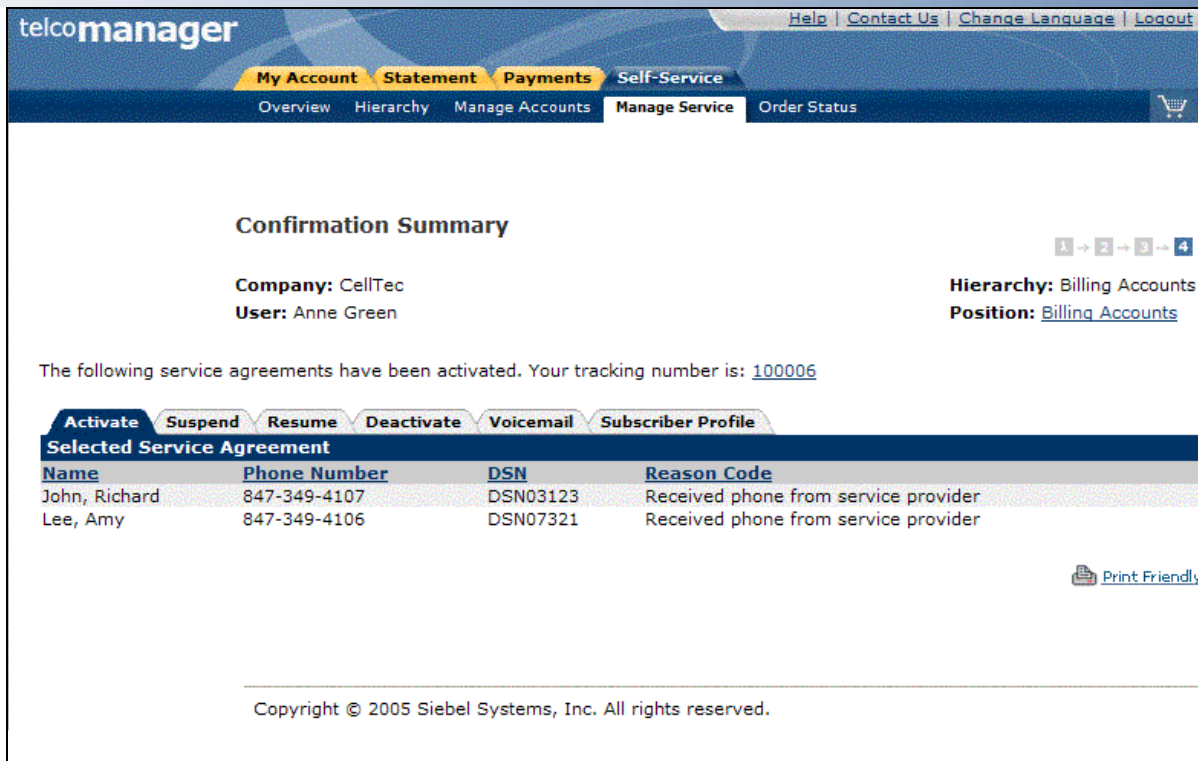 telcomanager
Help | Contact Us | Change Language | Logout
My Account Statement Payments Self-Service
Overview Hierarchy Manage Accounts Manage Service Order Status
Confirmation Summary
1 → 2 → 3 → 4
Company: CellTec Hierarchy: Billing Accounts
User: Anne Green Position: Billing Accounts
The following service agreements have been activated. Your tracking number is: 100006
Activate Suspend Resume Deactivate Voicemail Subscriber Profile
Selected Service Agreement
Name Phone Number DSN Reason Code
John, Richard 847-349-4107 DSN03123 Received phone from service provider
Lee, Amy 847-349-4106 DSN07321 Received phone from service provider
Print Friendly
Copyright © 2005 Siebel Systems, Inc. All rights reserved.